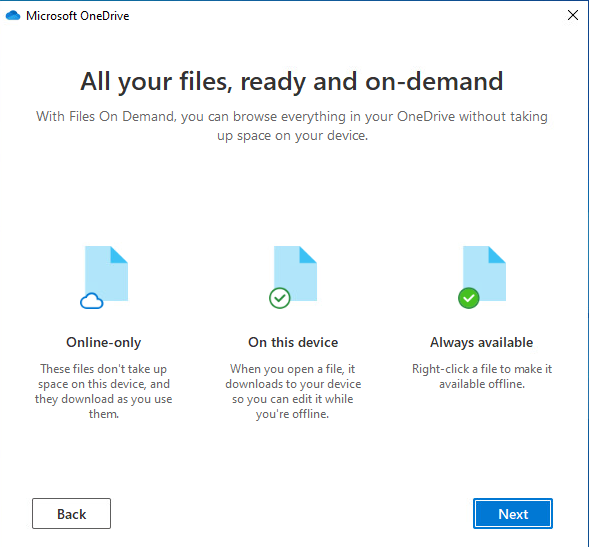 Microsoft OneDrive
All your files, ready and on-demand
With Files On Demand, you can browse everything in your OneDrive without taking
up space on your device.
Online-only
These files don't take up
space on this device, and
they download as you use
them.
On this device
When you open a file, it
downloads to your device
so you can edit it while
you're offline.
Always available
Right-click a file to make it
available offline.
Back
Next